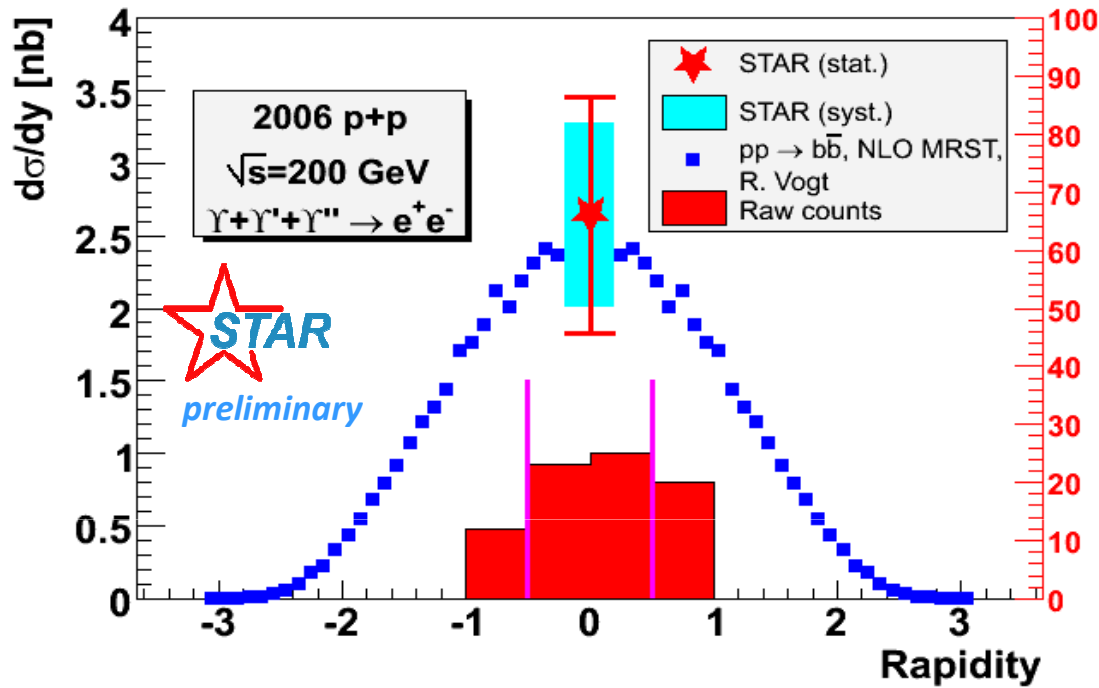 dσ/dy [nb]
4
3.5
3
2.5
2
1.5
1
0.5
0
2006 p+p
√s=200 GeV
ϒ+ϒ'+ϒ'' → e⁺e⁻
STAR
preliminary
STAR (stat.)
STAR (syst.)
pp → bb̅, NLO MRST,
R. Vogt
Raw counts
100
90
80
70
60
50
40
30
20
10
0
-3 -2 -1 0 1 2 3
Rapidity